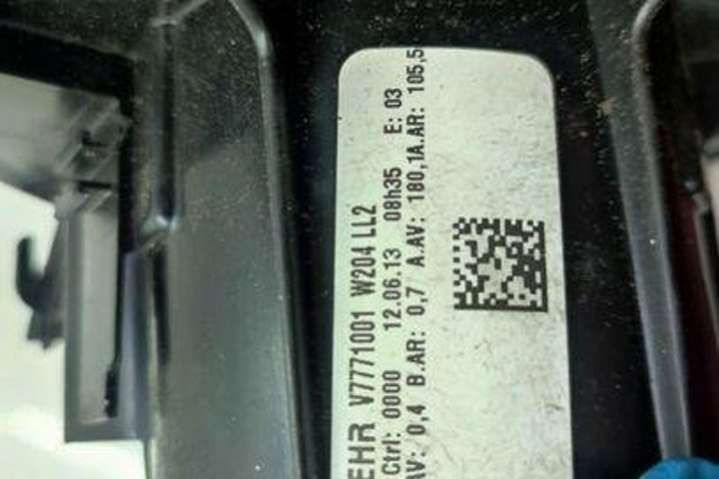 EHR V7771001 W204 LL2
Ctrl: 0000 12.06.13 08h35 E: 03
AV: 0,4 B.AR: 0,7 A.AV: 180,1A.AR: 105,5